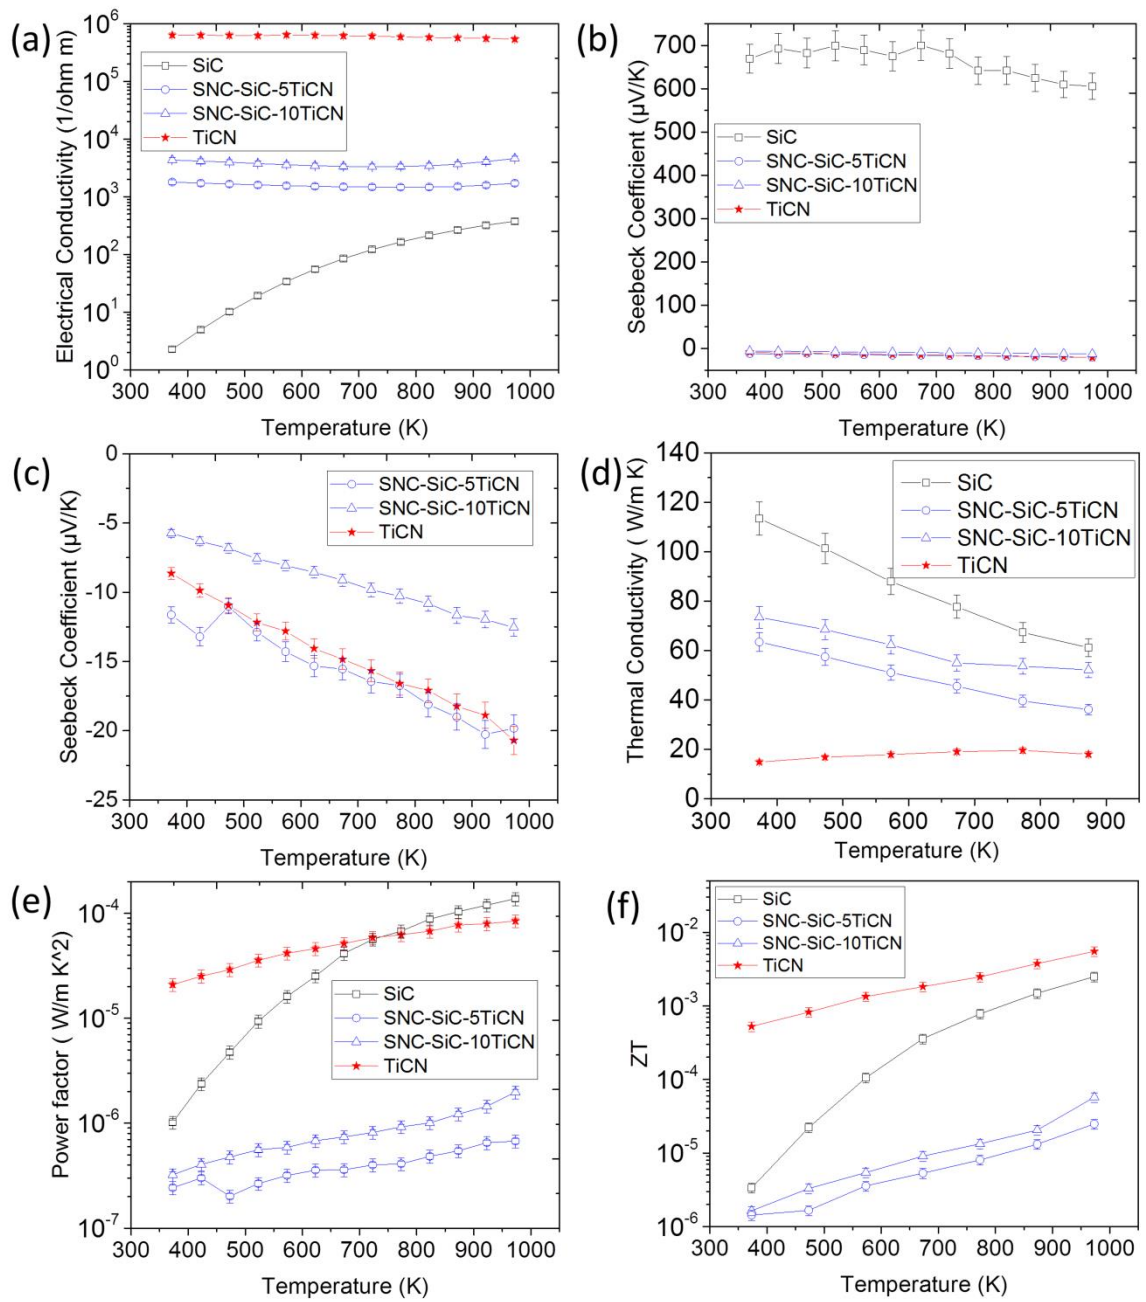 (a)
Electrical Conductivity (1/ohm m)
10^6
10^5
10^4
10^3
10^2
10^1
10^0
SiC
SNC-SiC-5TiCN
SNC-SiC-10TiCN
TiCN
300 400 500 600 700 800 900 1000
Temperature (K)
(b)
Seebeck Coefficient (μV/K)
700
600
500
400
300
200
100
0
SiC
SNC-SiC-5TiCN
SNC-SiC-10TiCN
TiCN
300 400 500 600 700 800 900 1000
Temperature (K)
(c)
Seebeck Coefficient (μV/K)
0
-5
-10
-15
-20
-25
SNC-SiC-5TiCN
SNC-SiC-10TiCN
TiCN
300 400 500 600 700 800 900 1000
Temperature (K)
(d)
Thermal Conductivity ( W/m K)
140
120
100
80
60
40
20
0
SiC
SNC-SiC-5TiCN
SNC-SiC-10TiCN
TiCN
300 400 500 600 700 800 900
Temperature (K)
(e)
Power factor ( W/m K^2)
10^-4
10^-5
10^-6
10^-7
SiC
SNC-SiC-5TiCN
SNC-SiC-10TiCN
TiCN
300 400 500 600 700 800 900 1000
Temperature (K)
(f)
ZT
10^-2
10^-3
10^-4
10^-5
10^-6
SiC
SNC-SiC-5TiCN
SNC-SiC-10TiCN
TiCN
300 400 500 600 700 800 900 1000
Temperature (K)